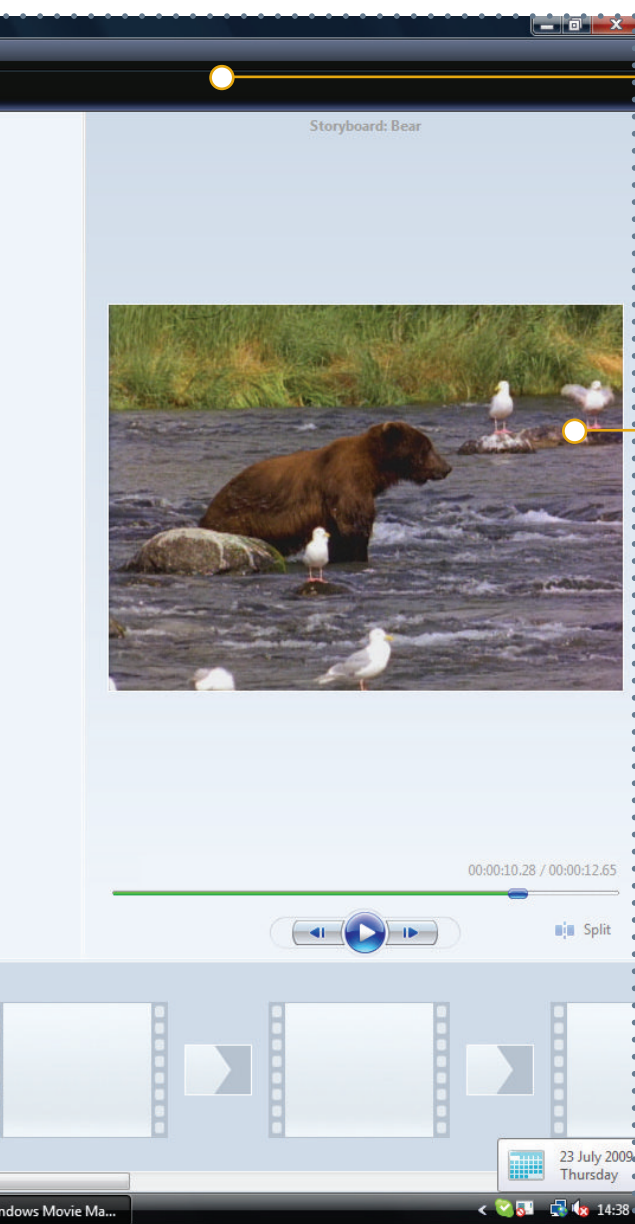 Storyboard: Bear
00:00:10.28 / 00:00:12.65
Split
23 July 2009
Thursday
ndows Movie Ma...
14:38